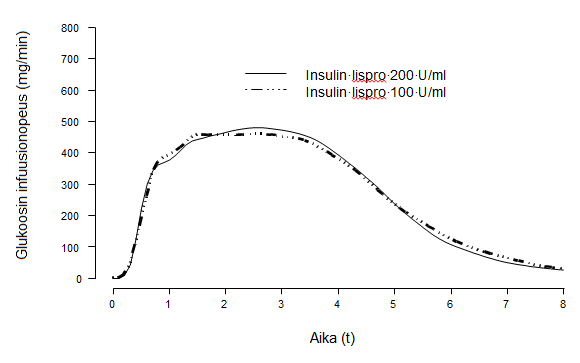 Glukoosin infuusionopeus (mg/min)
800
700
600
500
400
300
200
100
0
Insulin lispro 200 U/ml
Insulin lispro 100 U/ml
0 1 2 3 4 5 6 7 8
Aika (t)